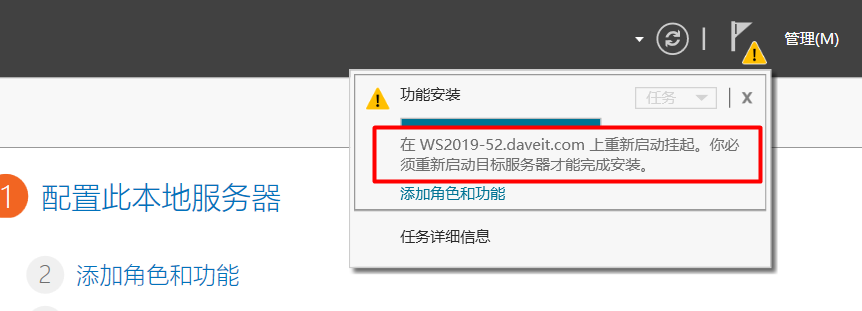 管理(M)
功能安装
任务
X
在 WS2019-52.daveit.com 上重新启动挂起。你必
须重新启动目标服务器才能完成安装。
添加角色和功能
任务详细信息
1 配置此本地服务器
2 添加角色和功能